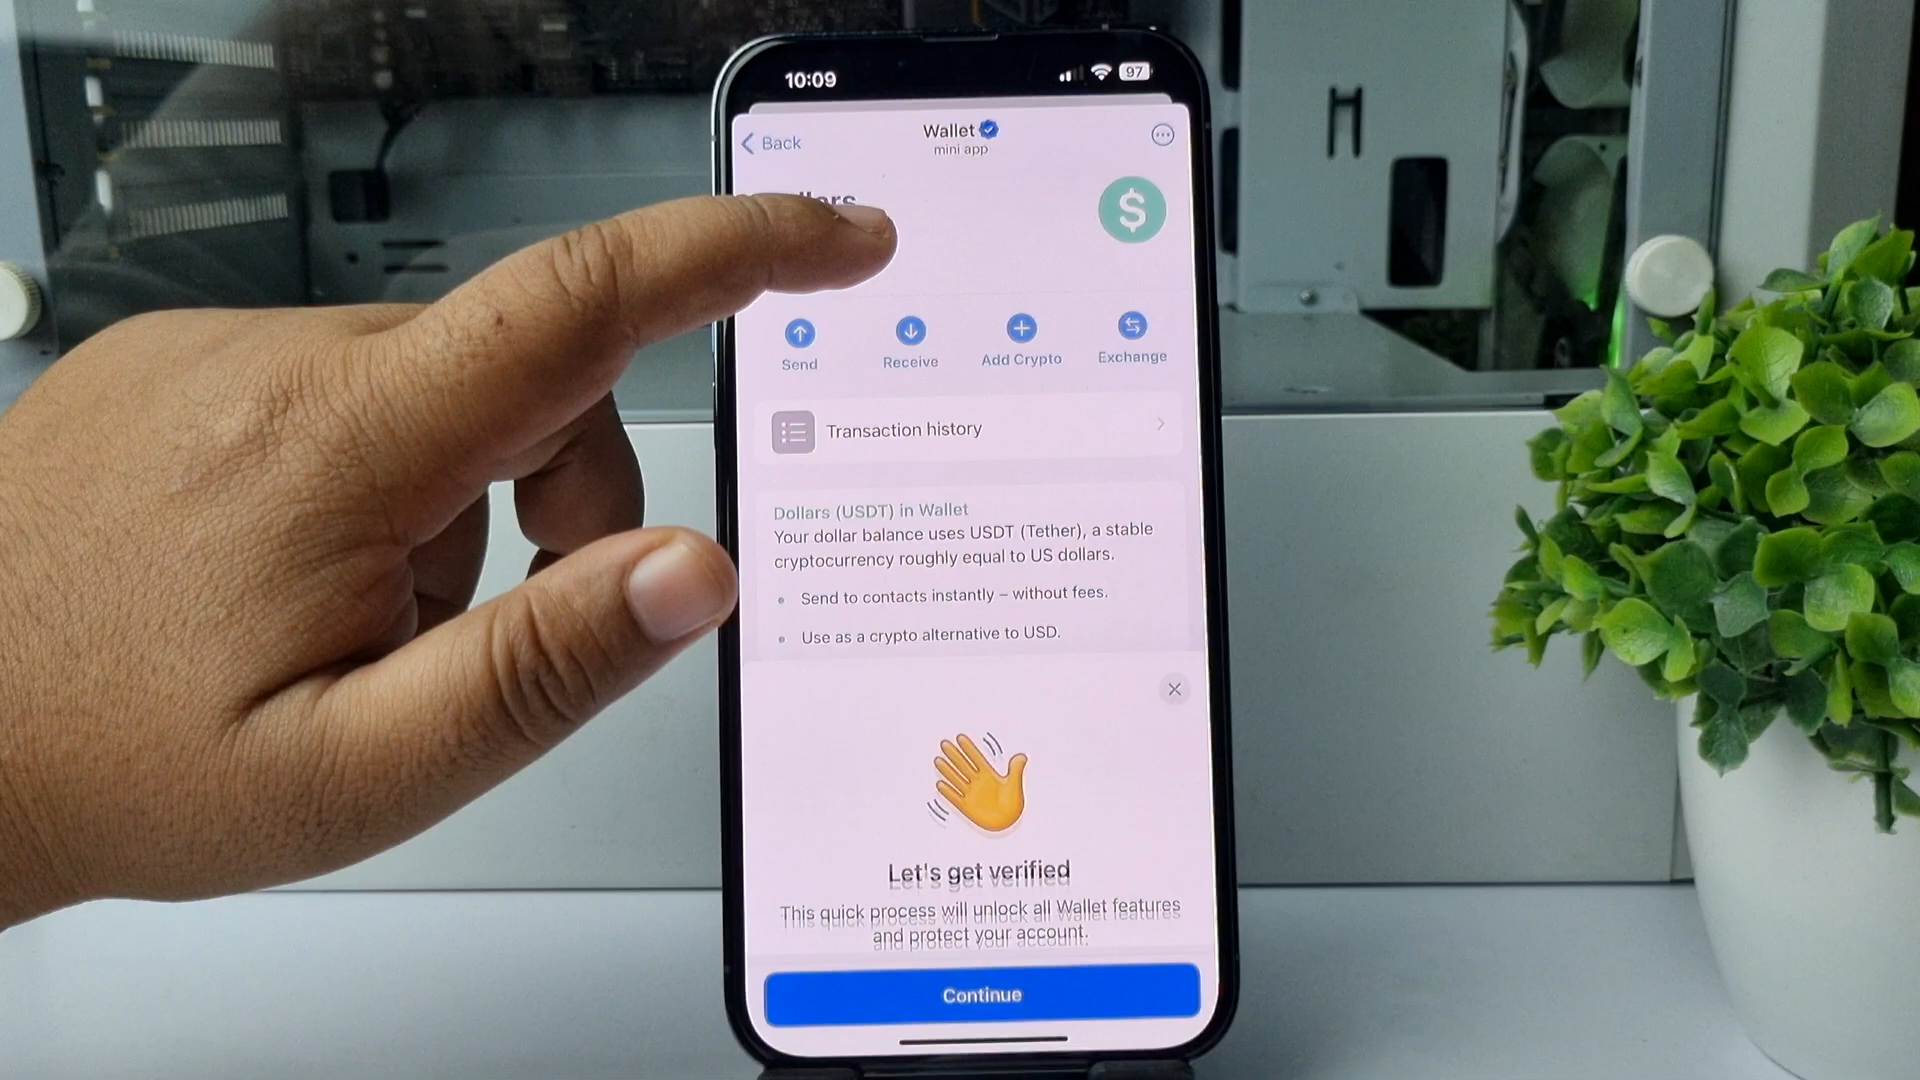 10:09
97
Back
Wallet
mini app
$
Send
Receive
Add Crypto
Exchange
Transaction history
Dollars (USDT) in Wallet
Your dollar balance uses USDT (Tether), a stable
cryptocurrency roughly equal to US dollars.
Send to contacts instantly – without fees.
Use as a crypto alternative to USD.
Let's get verified
This quick process will unlock all Wallet features
and protect your account.
Continue